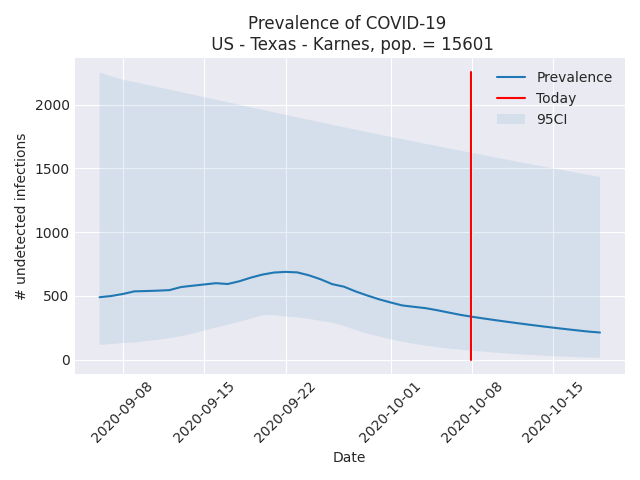 Prevalence of COVID-19
US - Texas - Karnes, pop. = 15601
Prevalence
Today
95CI
# undetected infections
2000
1500
1000
500
0
2020-09-08
2020-09-15
2020-09-22
2020-10-01
2020-10-08
2020-10-15
Date